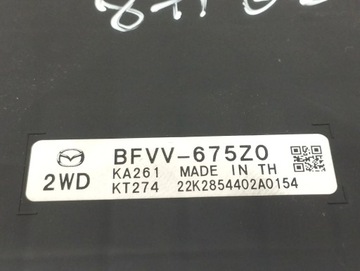 BFVV-675Z0
2WD
KA261 MADE IN TH
KT274 22K2854402A0154